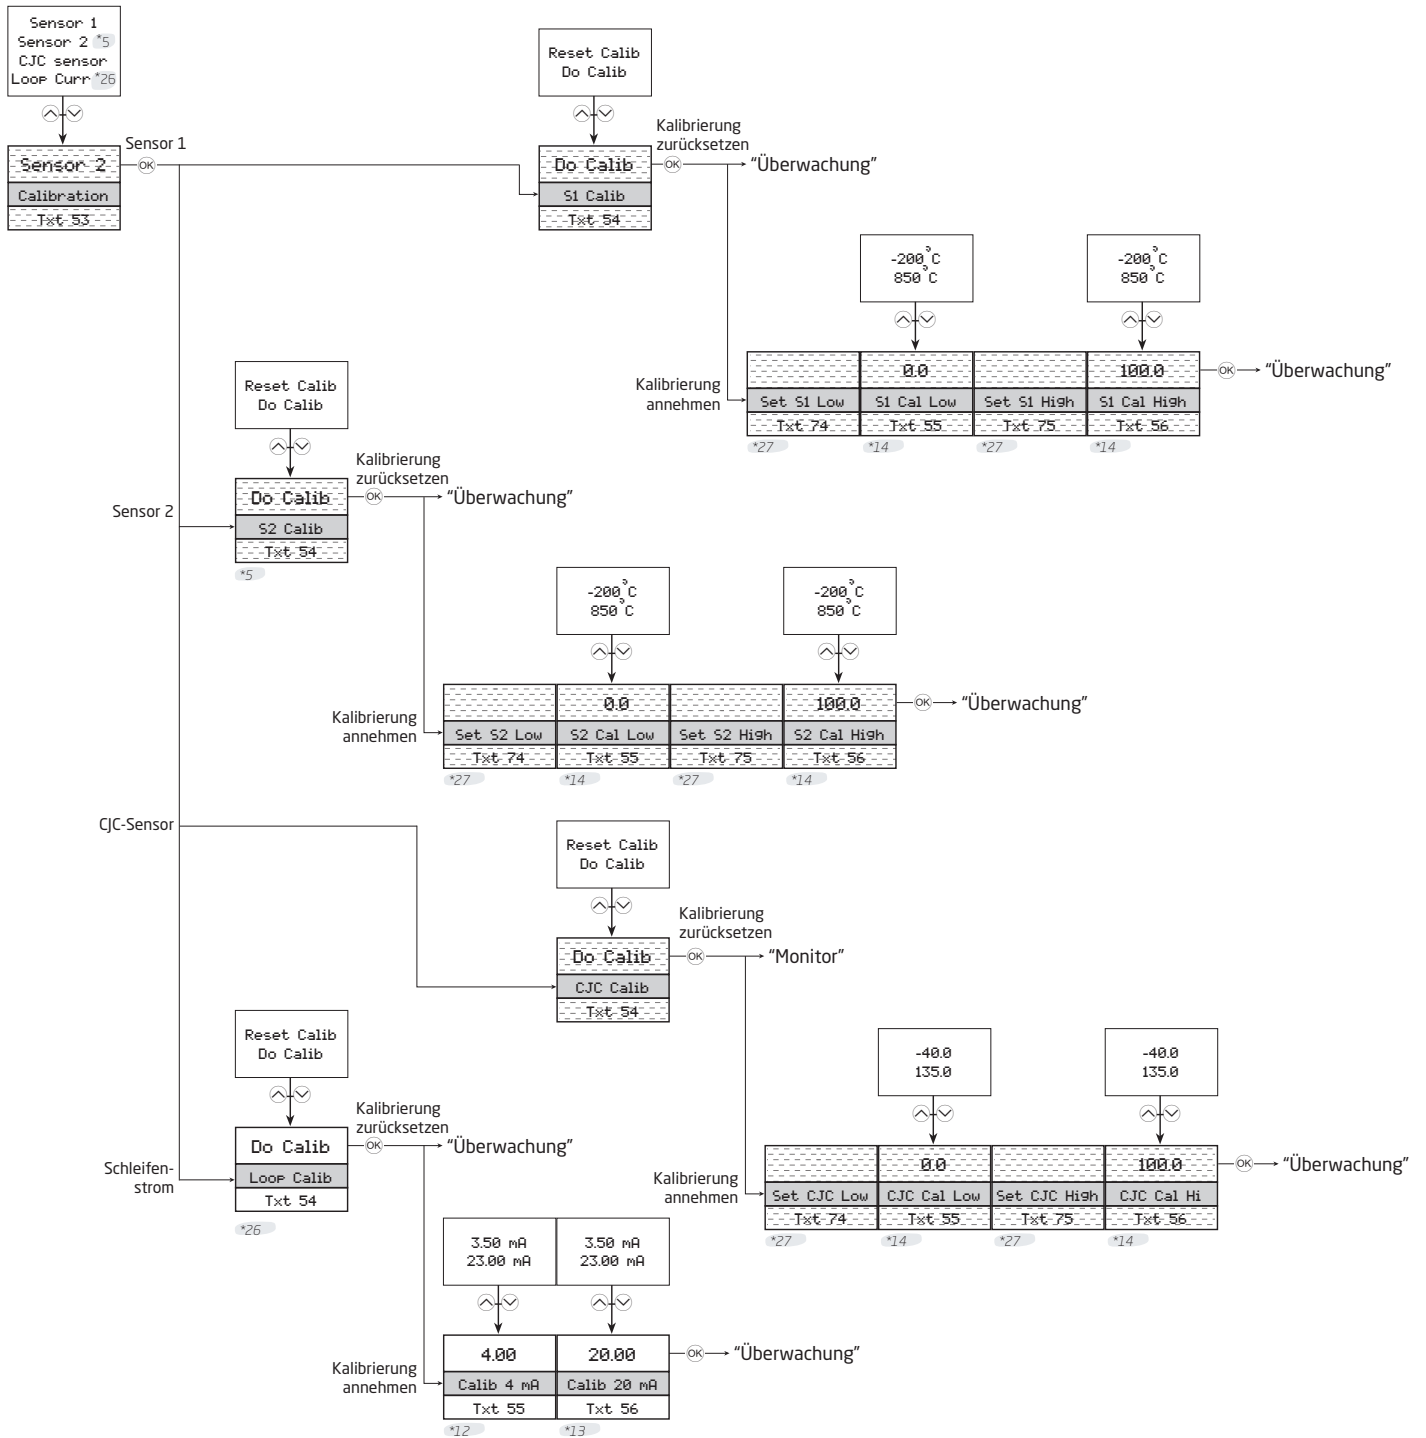 Sensor 1
Sensor 2 *5
CJC sensor
Loop Curr *26
Sensor 2
Calibration
Txt 53
Sensor 1
OK
Reset Calib
Do Calib
Do Calib
S1 Calib
Txt 54
Kalibrierung
zurücksetzen
OK
"Überwachung"
-200°C
850°C
-200°C
850°C
Kalibrierung
annehmen
0.0
100.0
Set S1 Low
S1 Cal Low
Set S1 High
S1 Cal High
Txt 74
Txt 55
Txt 75
Txt 56
*27
*14
*27
*14
OK
"Überwachung"
Sensor 2
Reset Calib
Do Calib
Do Calib
S2 Calib
Txt 54
*5
Kalibrierung
zurücksetzen
OK
"Überwachung"
-200°C
850°C
-200°C
850°C
Kalibrierung
annehmen
0.0
100.0
Set S2 Low
S2 Cal Low
Set S2 High
S2 Cal High
Txt 74
Txt 55
Txt 75
Txt 56
*27
*14
*27
*14
OK
"Überwachung"
CJC-Sensor
Reset Calib
Do Calib
Do Calib
CJC Calib
Txt 54
Kalibrierung
zurücksetzen
OK
"Monitor"
-40.0
135.0
-40.0
135.0
Kalibrierung
annehmen
0.0
100.0
Set CJC Low
CJC Cal Low
Set CJC High
CJC Cal Hi
Txt 74
Txt 55
Txt 75
Txt 56
*27
*14
*27
*14
OK
"Überwachung"
Schleifen-
strom
Reset Calib
Do Calib
Do Calib
Loop Calib
Txt 54
*26
Kalibrierung
zurücksetzen
OK
"Überwachung"
3.50 mA
23.00 mA
3.50 mA
23.00 mA
Kalibrierung
annehmen
4.00
20.00
Calib 4 mA
Calib 20 mA
Txt 55
Txt 56
*12
*13
OK
"Überwachung"